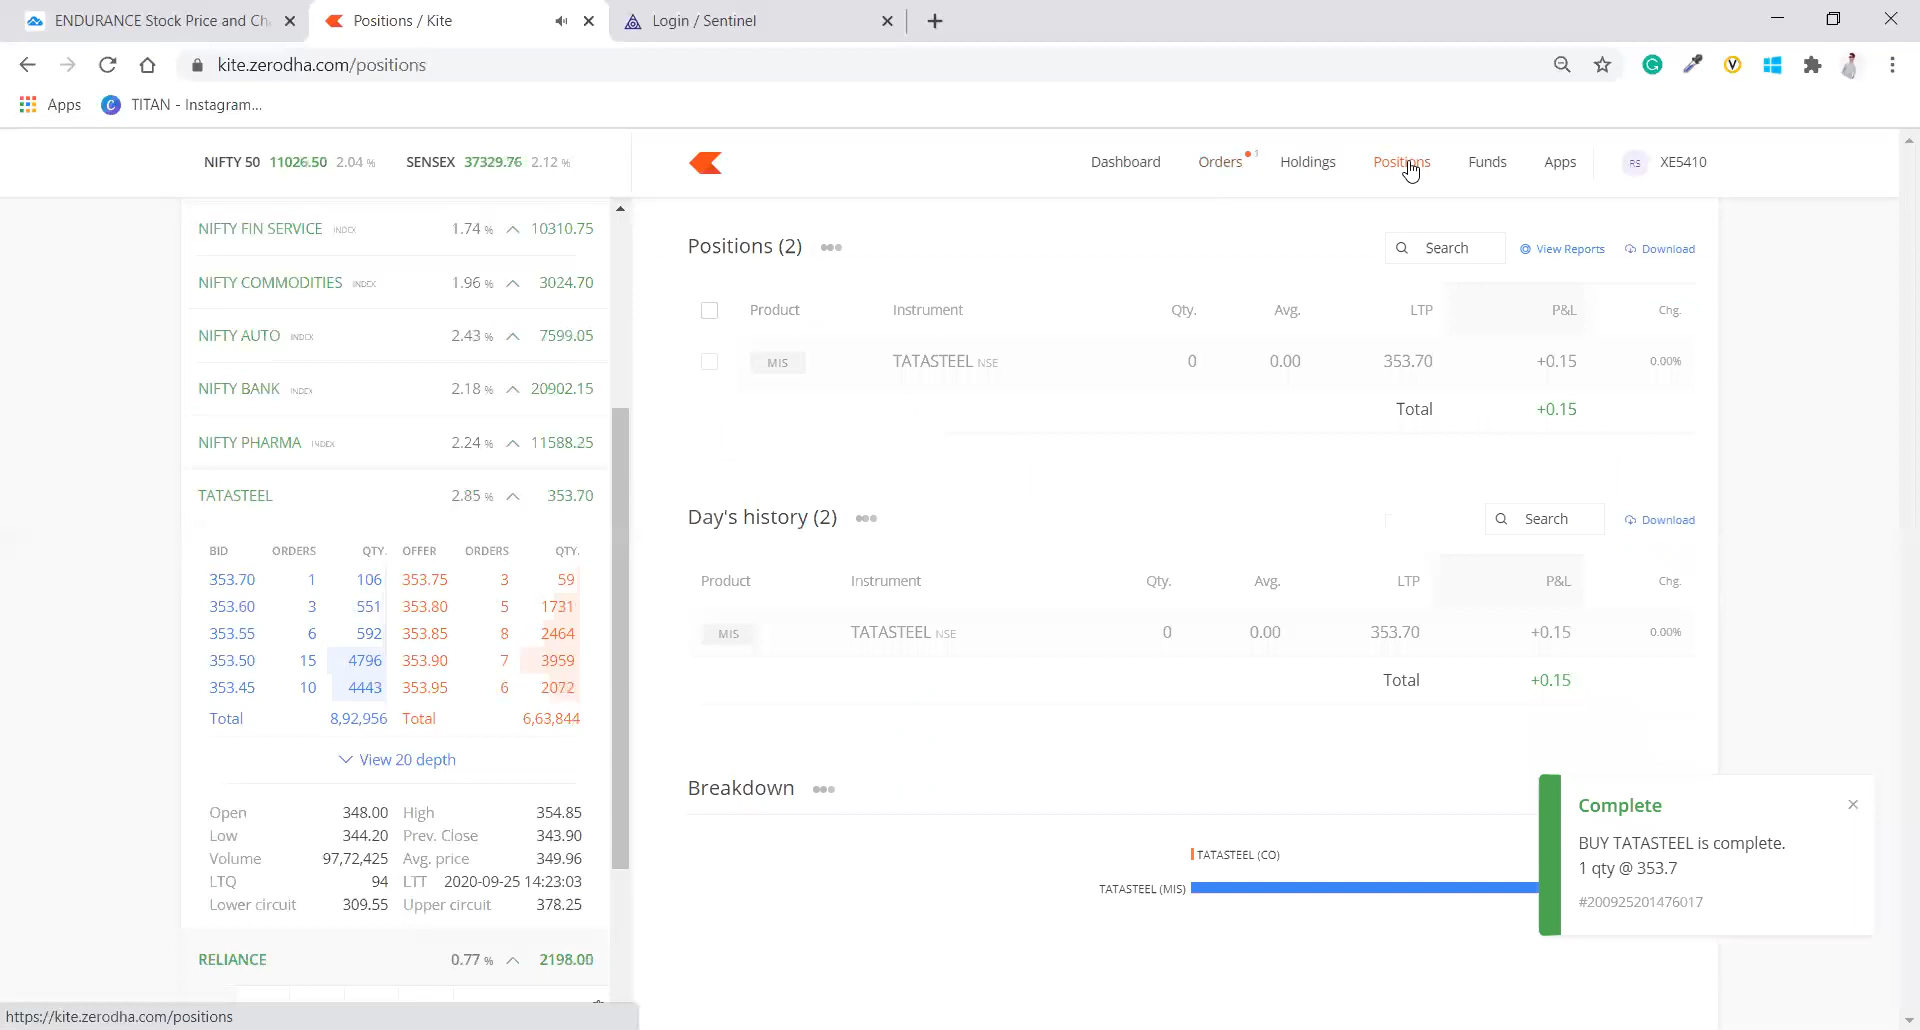 ENDURANCE Stock Price and Ch
Positions / Kite
Login / Sentinel
kite.zerodha.com/positions
Apps
TITAN - Instagram...
NIFTY 50 11026.50 2.04 %
SENSEX 37329.76 2.12 %
Dashboard
Orders 1
Holdings
Positions
Funds
Apps
RS XE5410
NIFTY FIN SERVICE INDEX 1.74 % 10310.75
NIFTY COMMODITIES INDEX 1.96 % 3024.70
NIFTY AUTO INDEX 2.43 % 7599.05
NIFTY BANK INDEX 2.18 % 20902.15
NIFTY PHARMA INDEX 2.24 % 11588.25
TATASTEEL 2.85 % 353.70
BID ORDERS QTY. OFFER ORDERS QTY.
353.70 1 106 353.75 3 59
353.60 3 551 353.80 5 1731
353.55 6 592 353.85 8 2464
353.50 15 4796 353.90 7 3959
353.45 10 4443 353.95 6 2072
Total 8,92,956 Total 6,63,844
View 20 depth
Open 348.00 High 354.85
Low 344.20 Prev. Close 343.90
Volume 97,72,425 Avg. price 349.96
LTQ 94 LTT 2020-09-25 14:23:03
Lower circuit 309.55 Upper circuit 378.25
RELIANCE 0.77 % 2198.00
https://kite.zerodha.com/positions
Positions (2)
Search
View Reports
Download
Product Instrument Qty. Avg. LTP P&L Chg.
MIS TATASTEEL NSE 0 0.00 353.70 +0.15 0.00%
Total +0.15
Day's history (2)
Search
Download
Product Instrument Qty. Avg. LTP P&L Chg.
MIS TATASTEEL NSE 0 0.00 353.70 +0.15 0.00%
Total +0.15
Breakdown
TATASTEEL (CO)
TATASTEEL (MIS)
Complete
BUY TATASTEEL is complete.
1 qty @ 353.7
#200925201476017